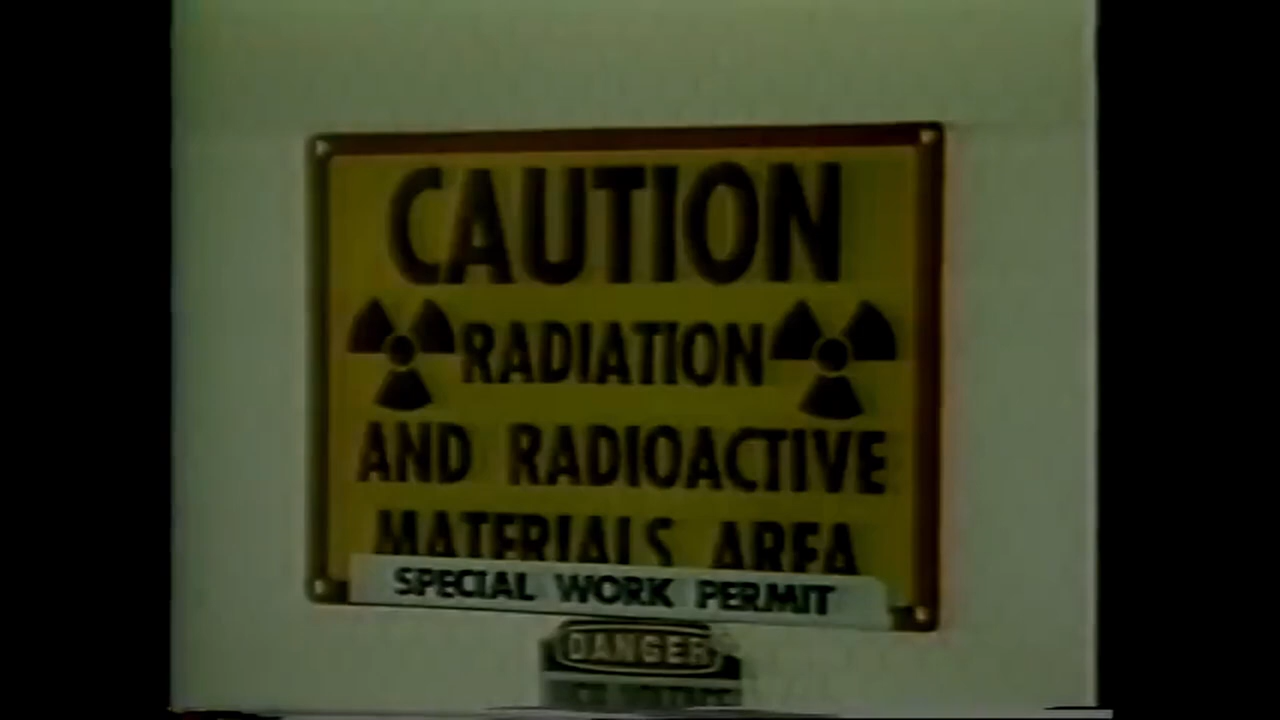 CAUTION
RADIATION
AND RADIOACTIVE
MATERIALS AREA
SPECIAL WORK PERMIT
DANGER